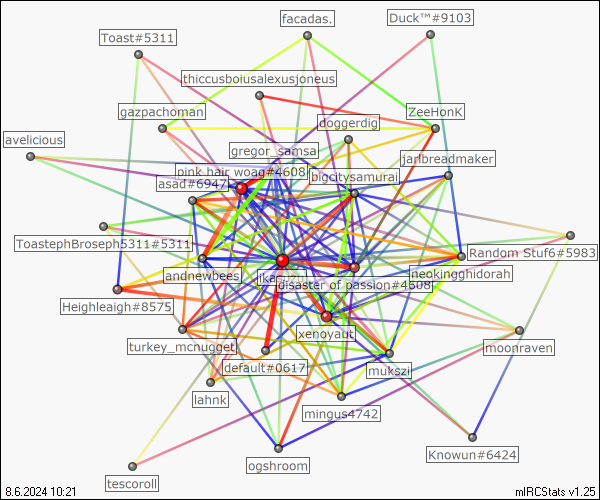 facadas.
Duck™#9103
Toast#5311
thiccusboiusalexusjoneus
gazpachoman
ZeeHonK
doggerdig
avelicious
gregor_samsa
jarlbreadmaker
pink hair woag#4608
bigcitysamurai
asad#6947
ToastephBroseph5311#5311
Random Stuf6#5983
andnewbees
neokingghidorah
disaster of passion#4608
Heighleaigh#8575
xenoyaut
turkey_mcnugget
moonraven
default#0617
mukszi
lahnk
mingus4742
Knowun#6424
ogshroom
tescoroll
8.6.2024 10:21
mIRCStats v1.25